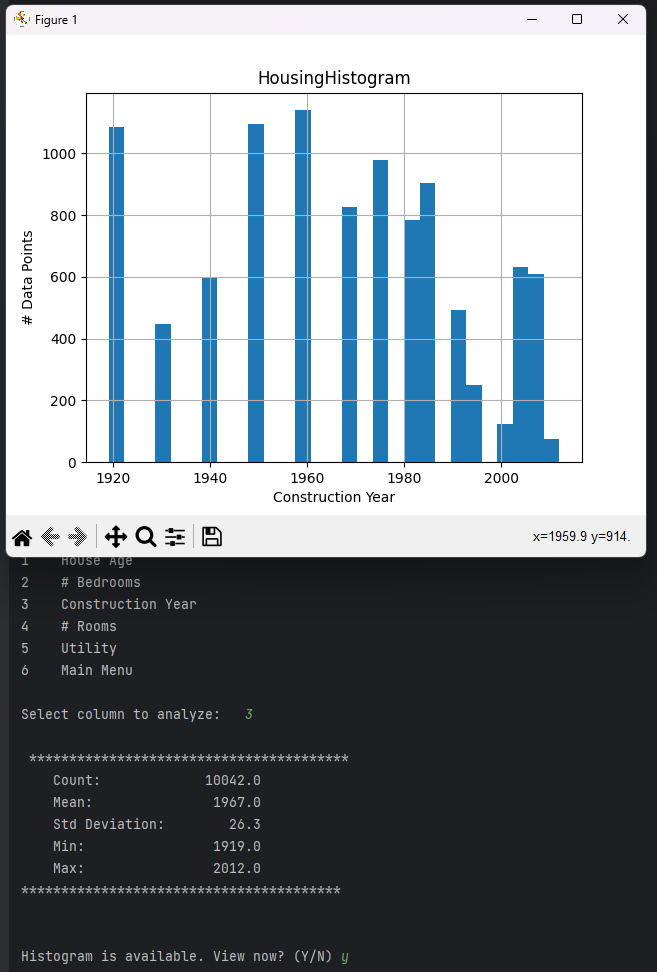 Figure 1
HousingHistogram
# Data Points
1000
800
600
400
200
0
1920 1940 1960 1980 2000
Construction Year
x=1959.9 y=914.
1 House Age
2 # Bedrooms
3 Construction Year
4 # Rooms
5 Utility
6 Main Menu
Select column to analyze: 3
****************************************
Count: 10042.0
Mean: 1967.0
Std Deviation: 26.3
Min: 1919.0
Max: 2012.0
****************************************
Histogram is available. View now? (Y/N) y